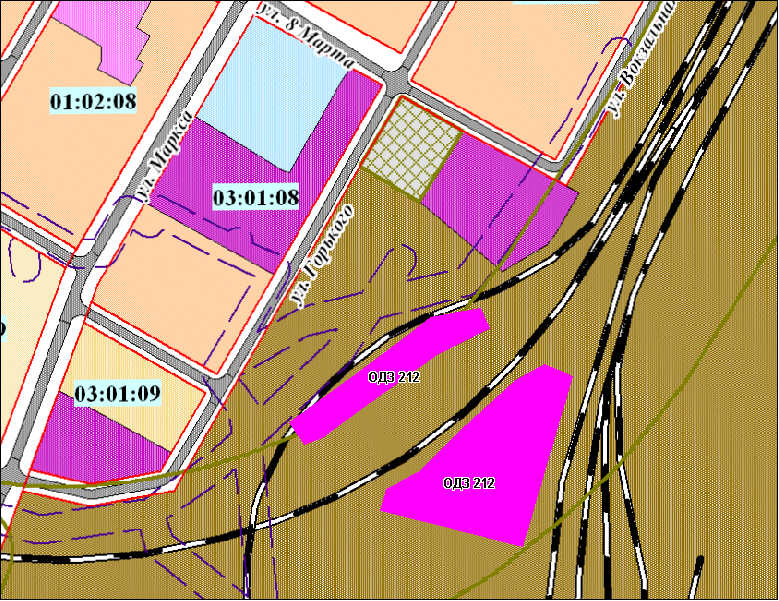 ул. 8 Марта
ул. Вокзальная
01:02:08
ул. Маркса
03:01:08
ул. Горького
ОДЗ 212
03:01:09
ОДЗ 212